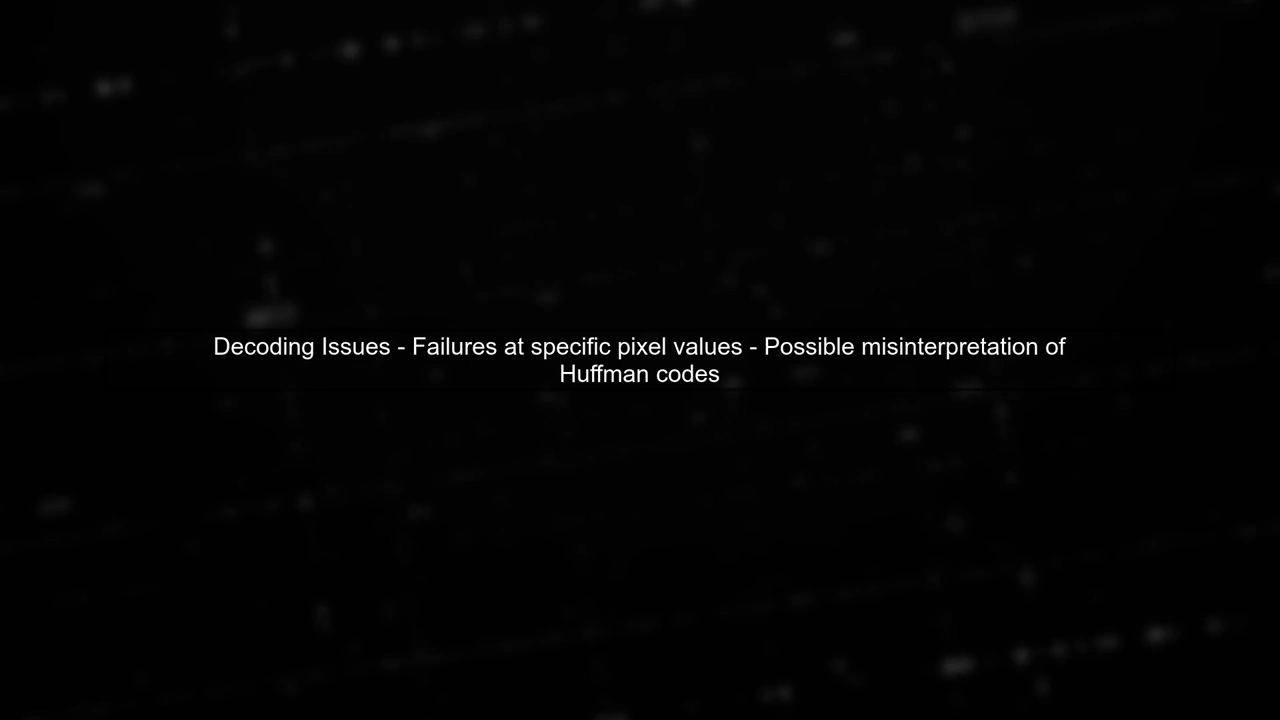 Decoding Issues - Failures at specific pixel values - Possible misinterpretation of
Huffman codes